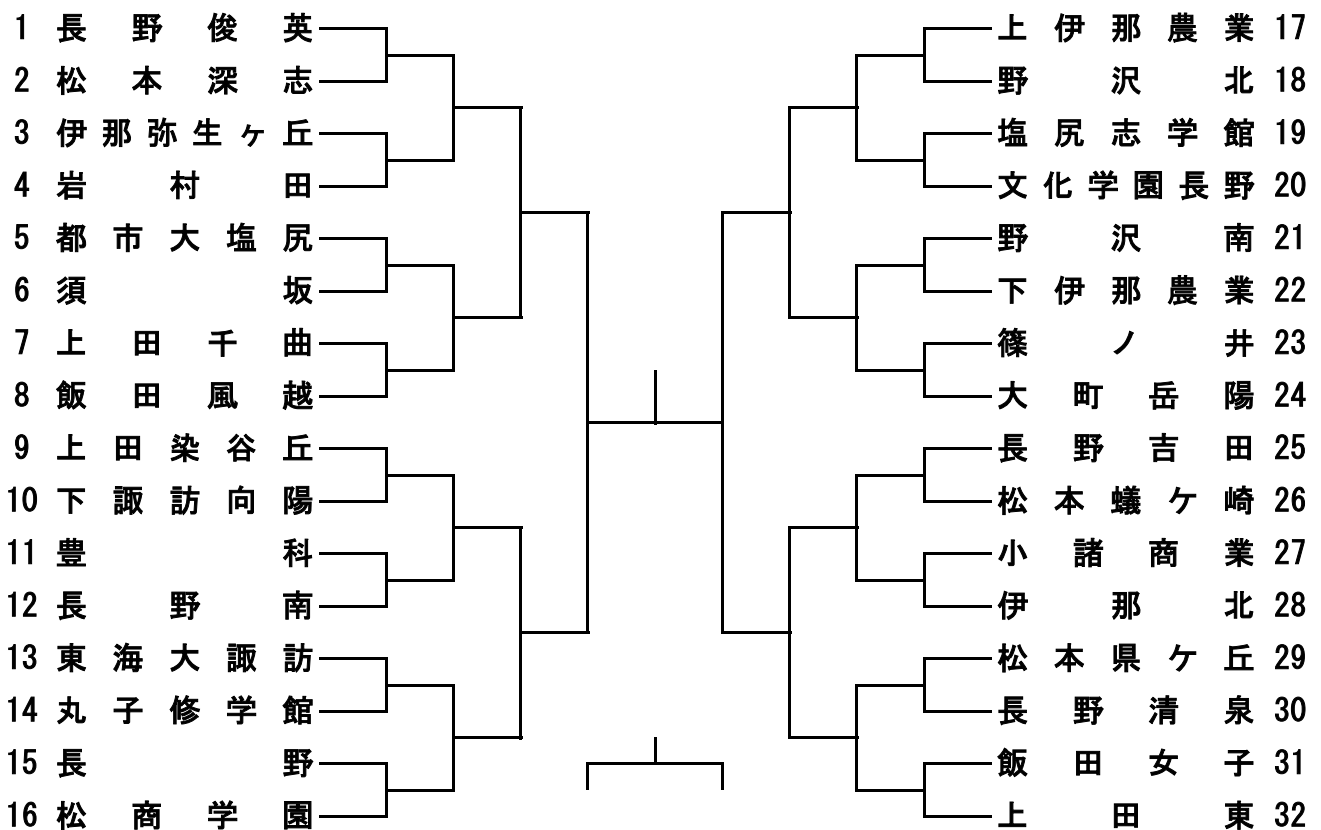 1 長野俊英
2 松本深志
3 伊那弥生ヶ丘
4 岩村田
5 都市大塩尻
6 須坂
7 上田千曲
8 飯田風越
9 上田染谷丘
10 下諏訪向陽
11 豊科
12 長野南
13 東海大諏訪
14 丸子修学館
15 長野
16 松商学園
上伊那農業 17
野沢北 18
塩尻志学館 19
文化学園長野 20
野沢南 21
下伊那農業 22
篠ノ井 23
大町岳陽 24
長野吉田 25
松本蟻ケ崎 26
小諸商業 27
伊那北 28
松本県ケ丘 29
長野清泉 30
飯田女子 31
上田東 32